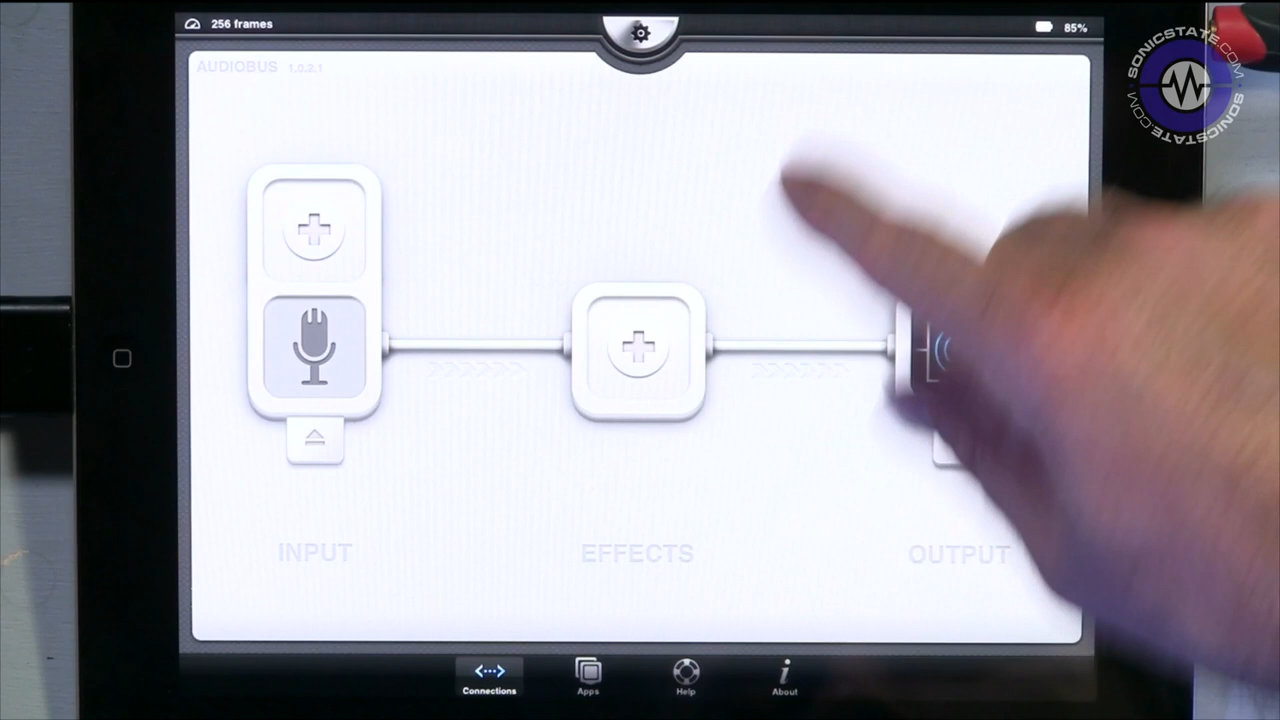 256 frames
85%
SONICSTATE.COM
SONICSTATE.COM
AUDIOBUS 1.0.2.1
INPUT
EFFECTS
OUTPUT
Connections
Apps
Help
About